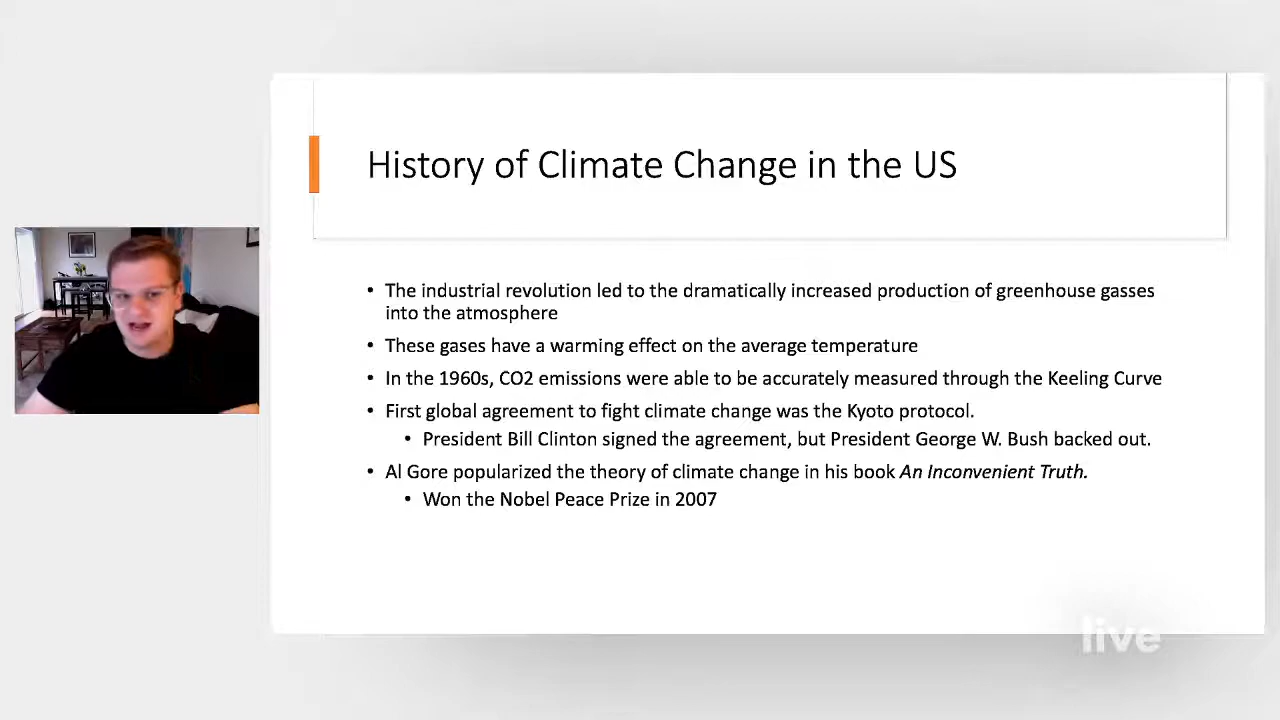 History of Climate Change in the US
• The industrial revolution led to the dramatically increased production of greenhouse gasses
into the atmosphere
• These gases have a warming effect on the average temperature
• In the 1960s, CO2 emissions were able to be accurately measured through the Keeling Curve
• First global agreement to fight climate change was the Kyoto protocol.
• President Bill Clinton signed the agreement, but President George W. Bush backed out.
• Al Gore popularized the theory of climate change in his book An Inconvenient Truth.
• Won the Nobel Peace Prize in 2007
live